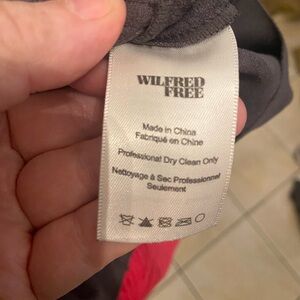 WILFRED
FREE
Made in China
Fabriqué en Chine
Professional Dry Clean Only
Nettoyage à Sec Professionnel
Seulement